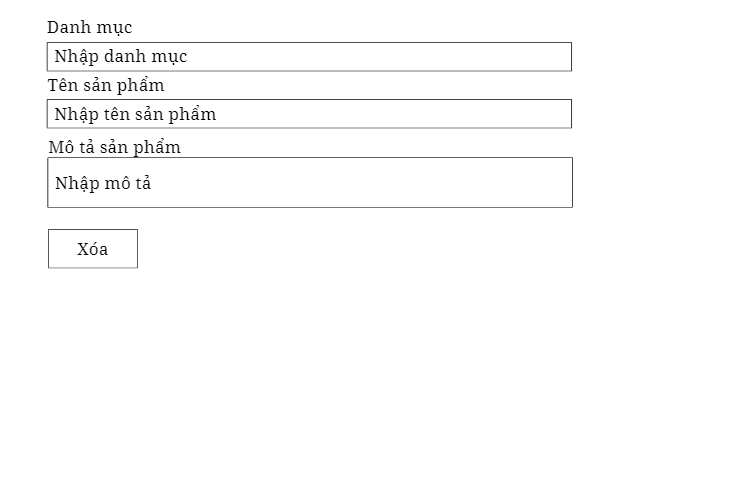 Danh mục
Nhập danh mục
Tên sản phẩm
Nhập tên sản phẩm
Mô tả sản phẩm
Nhập mô tả
Xóa